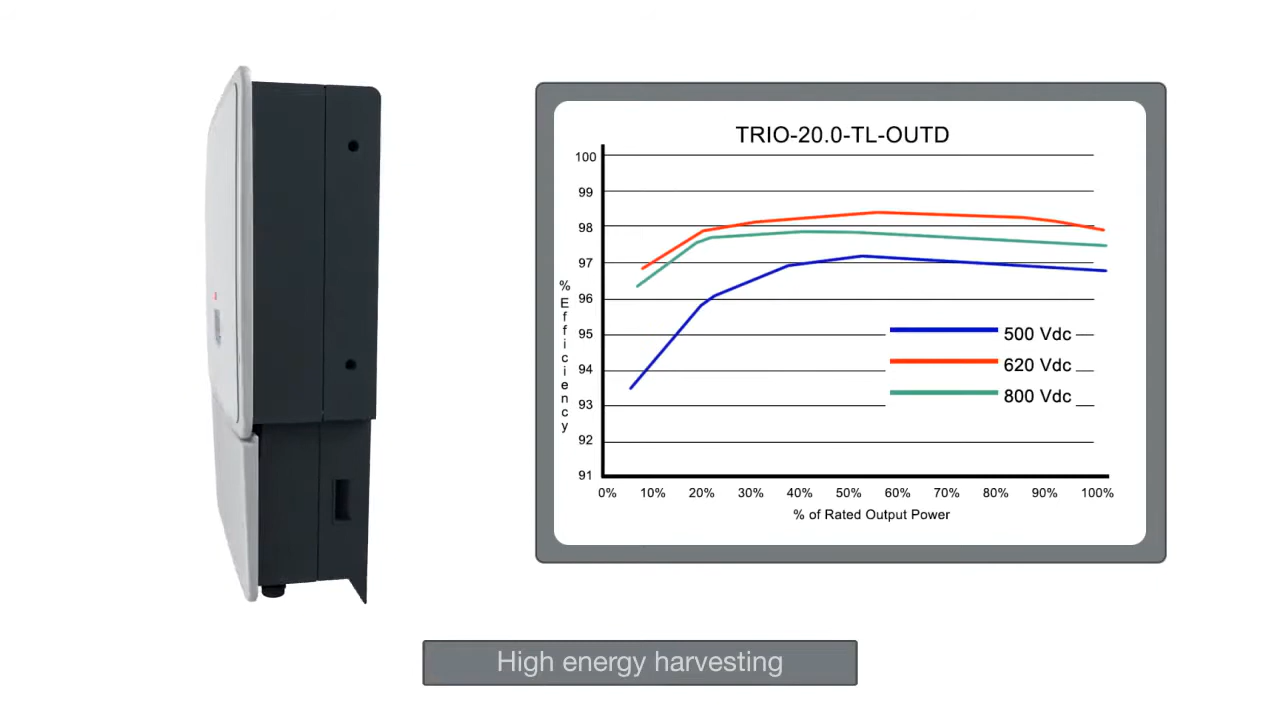 TRIO-20.0-TL-OUTD
100
99
98
97
96
95
94
93
92
91
% Efficiency
500 Vdc
620 Vdc
800 Vdc
0% 10% 20% 30% 40% 50% 60% 70% 80% 90% 100%
% of Rated Output Power
High energy harvesting